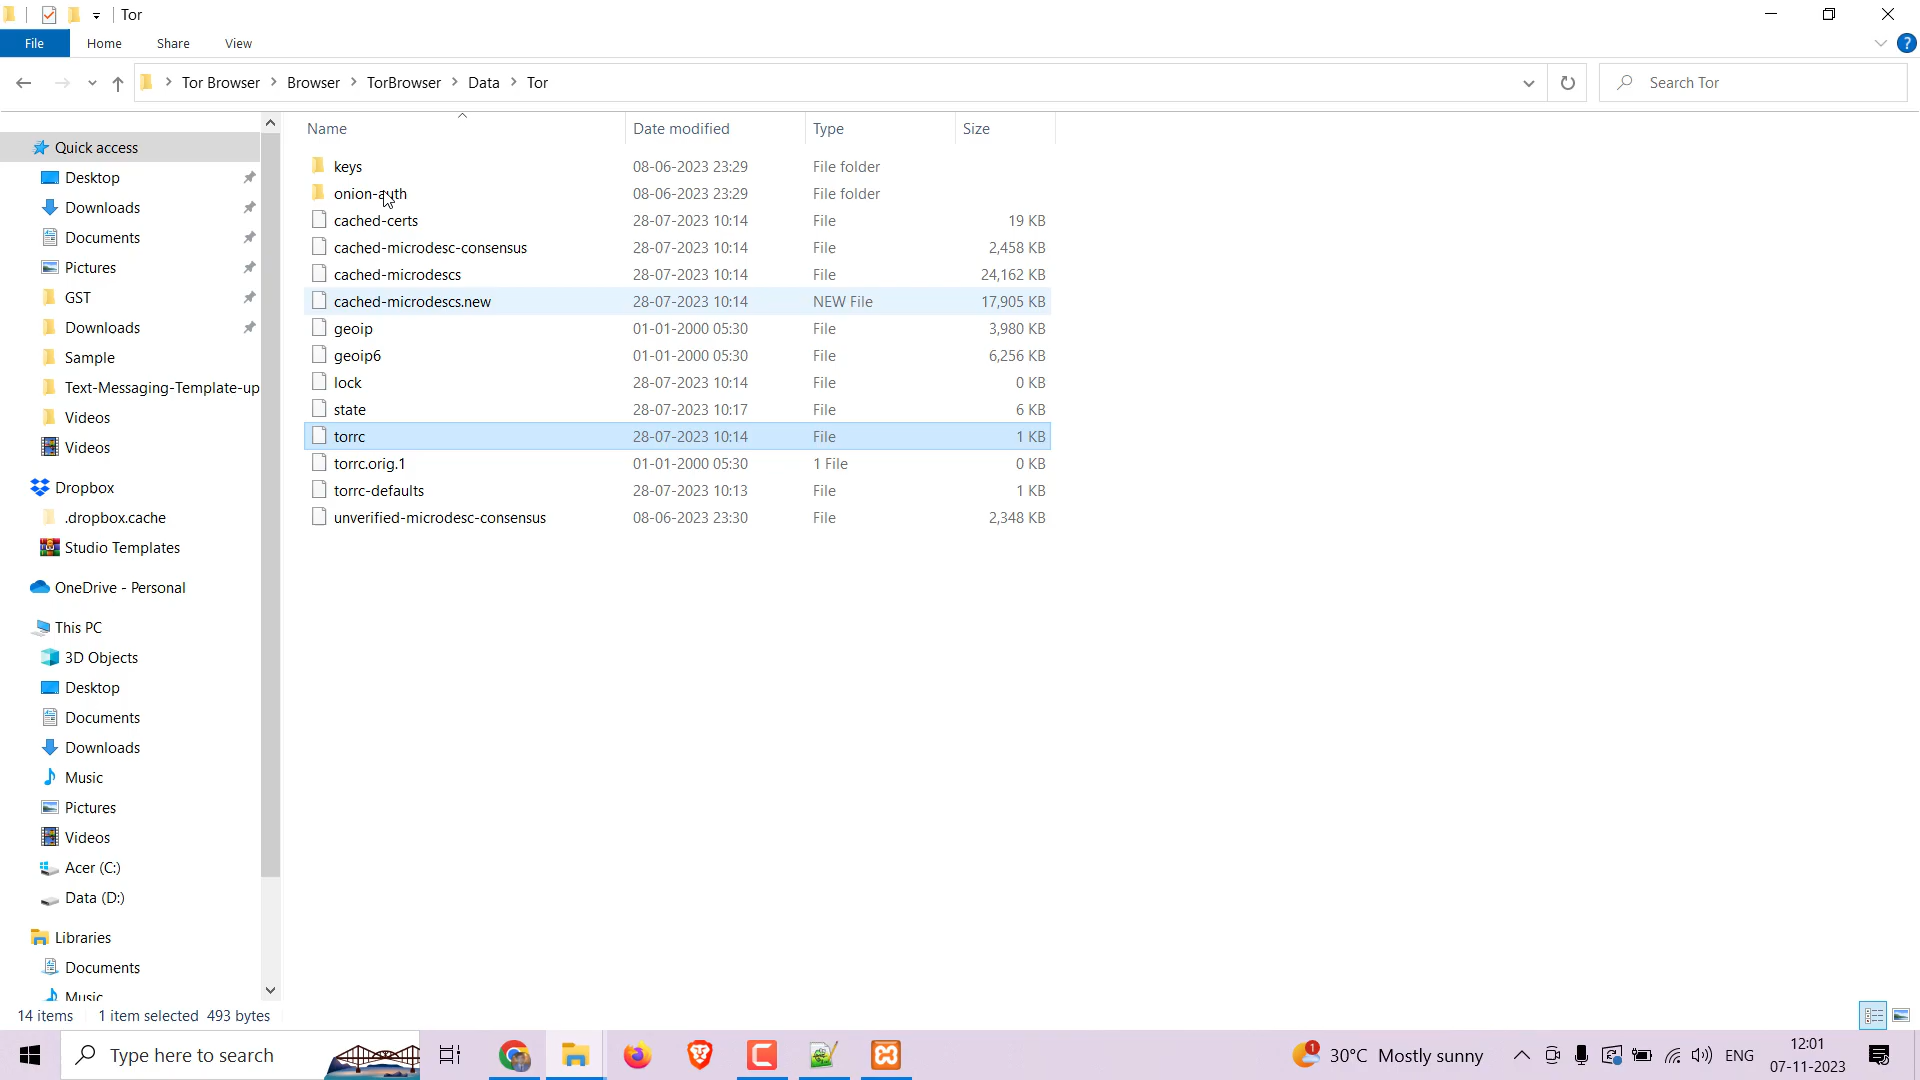 Tor
File Home Share View
Tor Browser Browser TorBrowser Data Tor Search Tor
Name Date modified Type Size
Quick access
Desktop
Downloads
Documents
Pictures
GST
Downloads
Sample
Text-Messaging-Template-up
Videos
Videos
Dropbox
.dropbox.cache
Studio Templates
OneDrive - Personal
This PC
3D Objects
Desktop
Documents
Downloads
Music
Pictures
Videos
Acer (C:)
Data (D:)
Libraries
Documents
Music
keys 08-06-2023 23:29 File folder
onion-auth 08-06-2023 23:29 File folder
cached-certs 28-07-2023 10:14 File 19 KB
cached-microdesc-consensus 28-07-2023 10:14 File 2,458 KB
cached-microdescs 28-07-2023 10:14 File 24,162 KB
cached-microdescs.new 28-07-2023 10:14 NEW File 17,905 KB
geoip 01-01-2000 05:30 File 3,980 KB
geoip6 01-01-2000 05:30 File 6,256 KB
lock 28-07-2023 10:14 File 0 KB
state 28-07-2023 10:17 File 6 KB
torrc 28-07-2023 10:14 File 1 KB
torrc.orig.1 01-01-2000 05:30 1 File 0 KB
torrc-defaults 28-07-2023 10:13 File 1 KB
unverified-microdesc-consensus 08-06-2023 23:30 File 2,348 KB
14 items 1 item selected 493 bytes
Type here to search 1 30°C Mostly sunny ENG 12:01
07-11-2023